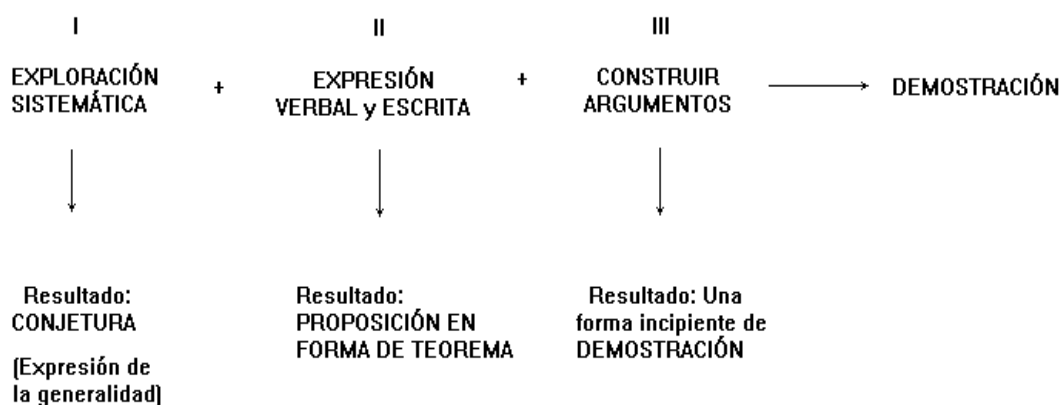 I
II
III
EXPLORACIÓN
SISTEMÁTICA
+
EXPRESIÓN
VERBAL y ESCRITA
+
CONSTRUIR
ARGUMENTOS
DEMOSTRACIÓN
Resultado:
CONJETURA
(Expresión de
la generalidad)
Resultado:
PROPOSICIÓN EN
FORMA DE TEOREMA
Resultado: Una
forma incipiente de
DEMOSTRACIÓN